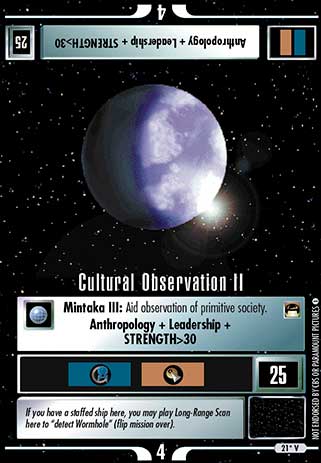 4
25
Anthropology + Leadership + STRENGTH>30
Cultural Observation II
Mintaka III: Aid observation of primitive society.
Anthropology + Leadership +
STRENGTH>30
25
If you have a staffed ship here, you may play Long-Range Scan
here to "detect Wormhole" (flip mission over).
4
21* V
NOT ENDORSED BY CBS OR PARAMOUNT PICTURES